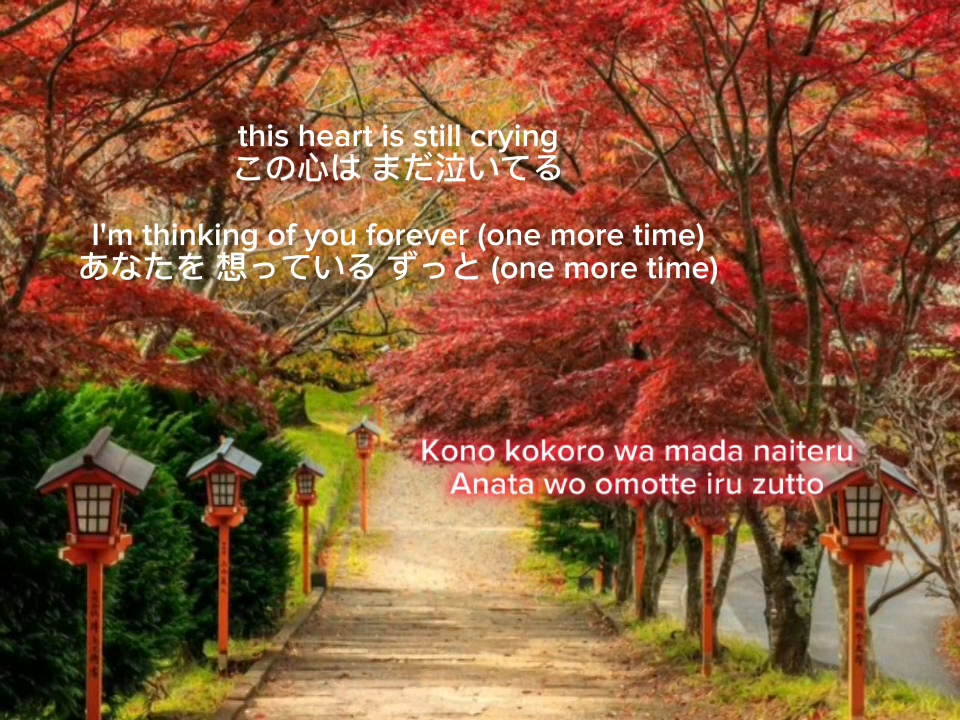 this heart is still crying
この心は まだ泣いてる
I'm thinking of you forever (one more time)
あなたを 想っている ずっと (one more time)
Kono kokoro wa mada naiteru
Anata wo omotte iru zutto